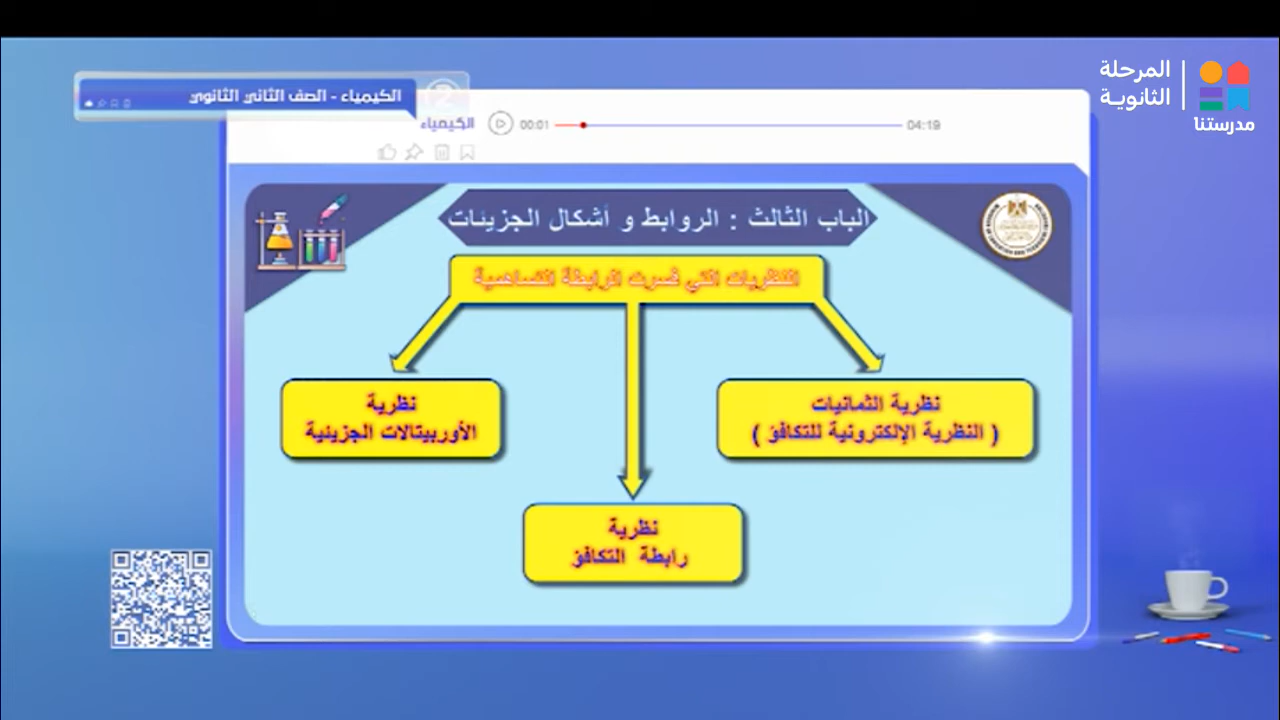 المرحلة
الثانوية
مدرستنا
الكيمياء - الصف الثاني الثانوي
الكيمياء
00:01
04:19
الباب الثالث : الروابط و أشكال الجزيئات
النظريات التي فسرت الرابطة التساهمية
نظرية الثمانيات
( النظرية الإلكترونية للتكافؤ )
نظرية
رابطة التكافؤ
نظرية
الأوربيتالات الجزيئية